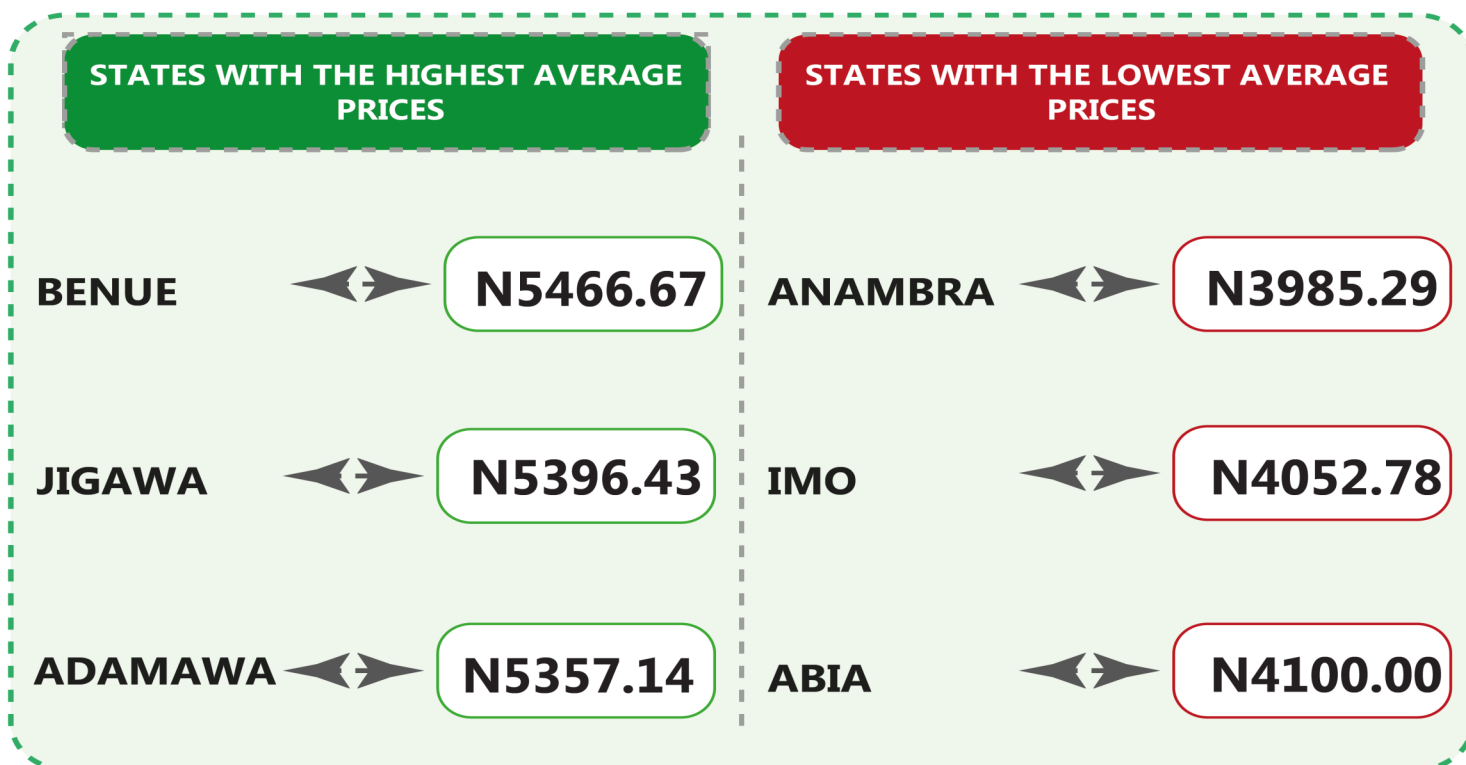 STATES WITH THE HIGHEST AVERAGE
PRICES
BENUE N5466.67
JIGAWA N5396.43
ADAMAWA N5357.14
STATES WITH THE LOWEST AVERAGE
PRICES
ANAMBRA N3985.29
IMO N4052.78
ABIA N4100.00